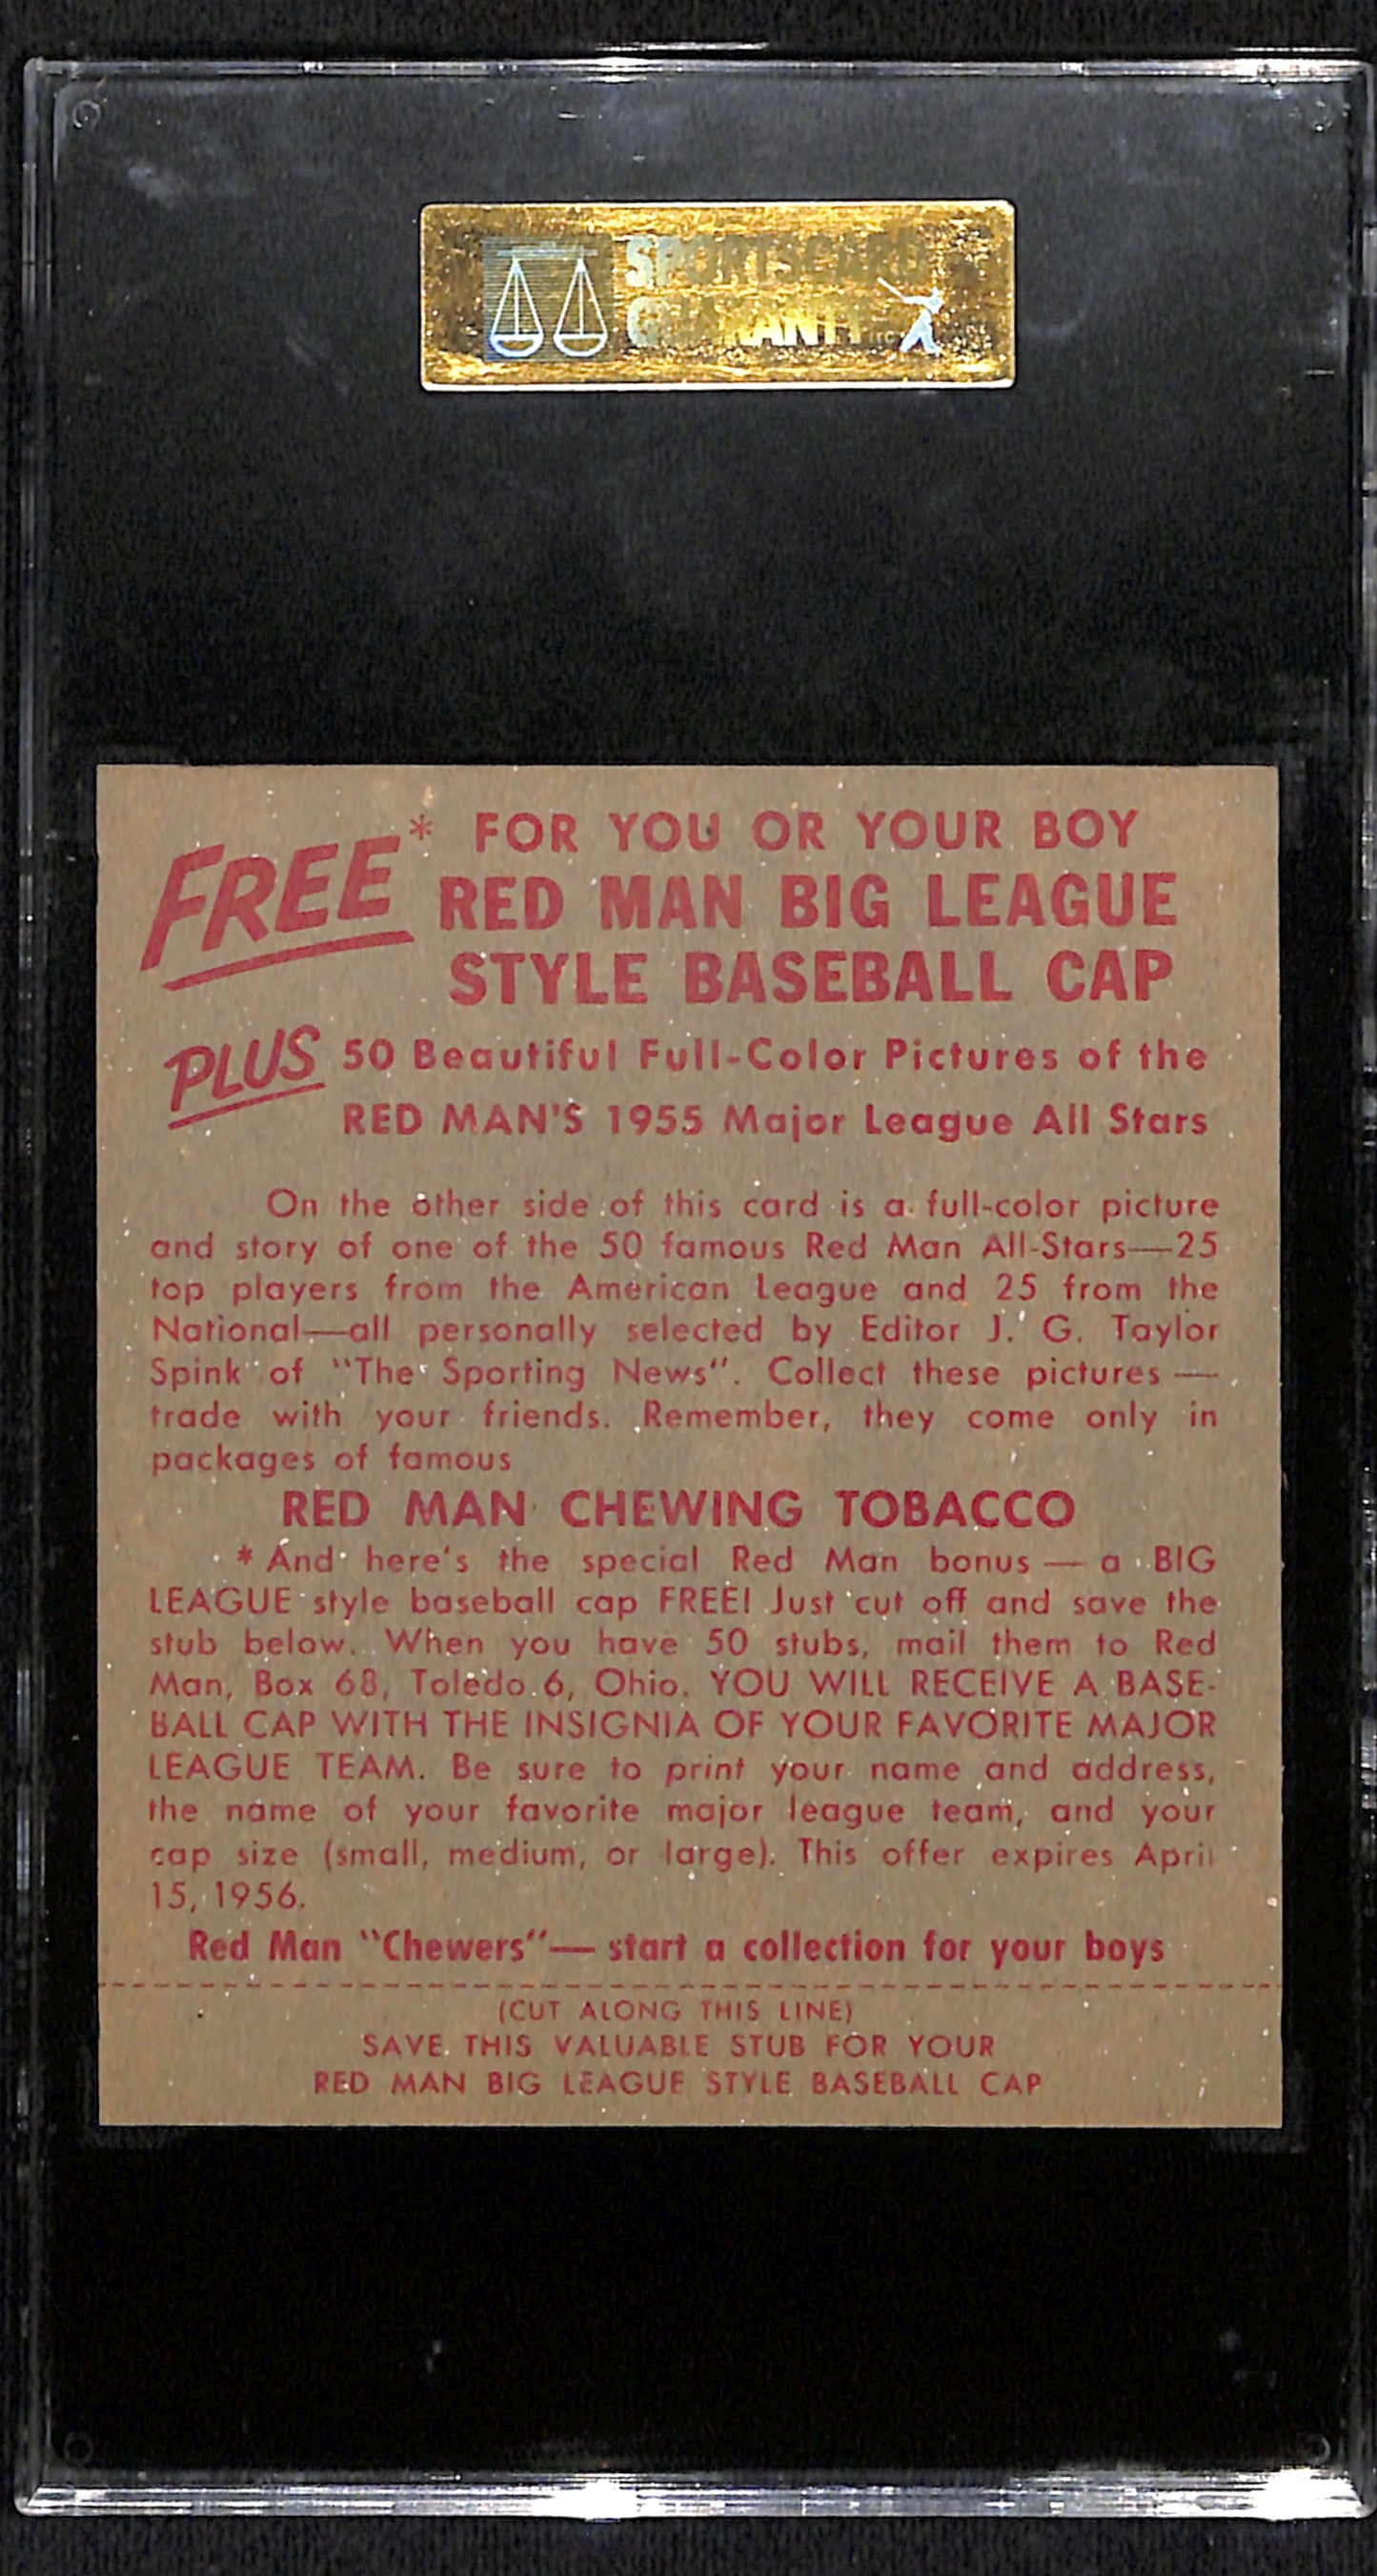 SPORTSCARD
GUARANTY LLC
FREE* FOR YOU OR YOUR BOY
RED MAN BIG LEAGUE
STYLE BASEBALL CAP
PLUS 50 Beautiful Full-Color Pictures of the
RED MAN'S 1955 Major League All Stars
On the other side of this card is a full-color picture
and story of one of the 50 famous Red Man All-Stars—25
top players from the American League and 25 from the
National—all personally selected by Editor J. G. Taylor
Spink of "The Sporting News". Collect these pictures —
trade with your friends. Remember, they come only in
packages of famous
RED MAN CHEWING TOBACCO
* And here's the special Red Man bonus — a BIG
LEAGUE style baseball cap FREE! Just cut off and save the
stub below. When you have 50 stubs, mail them to Red
Man, Box 68, Toledo 6, Ohio. YOU WILL RECEIVE A BASE-
BALL CAP WITH THE INSIGNIA OF YOUR FAVORITE MAJOR
LEAGUE TEAM. Be sure to print your name and address,
the name of your favorite major league team, and your
cap size (small, medium, or large). This offer expires April
15, 1956.
Red Man "Chewers"— start a collection for your boys
(CUT ALONG THIS LINE)
SAVE THIS VALUABLE STUB FOR YOUR
RED MAN BIG LEAGUE STYLE BASEBALL CAP